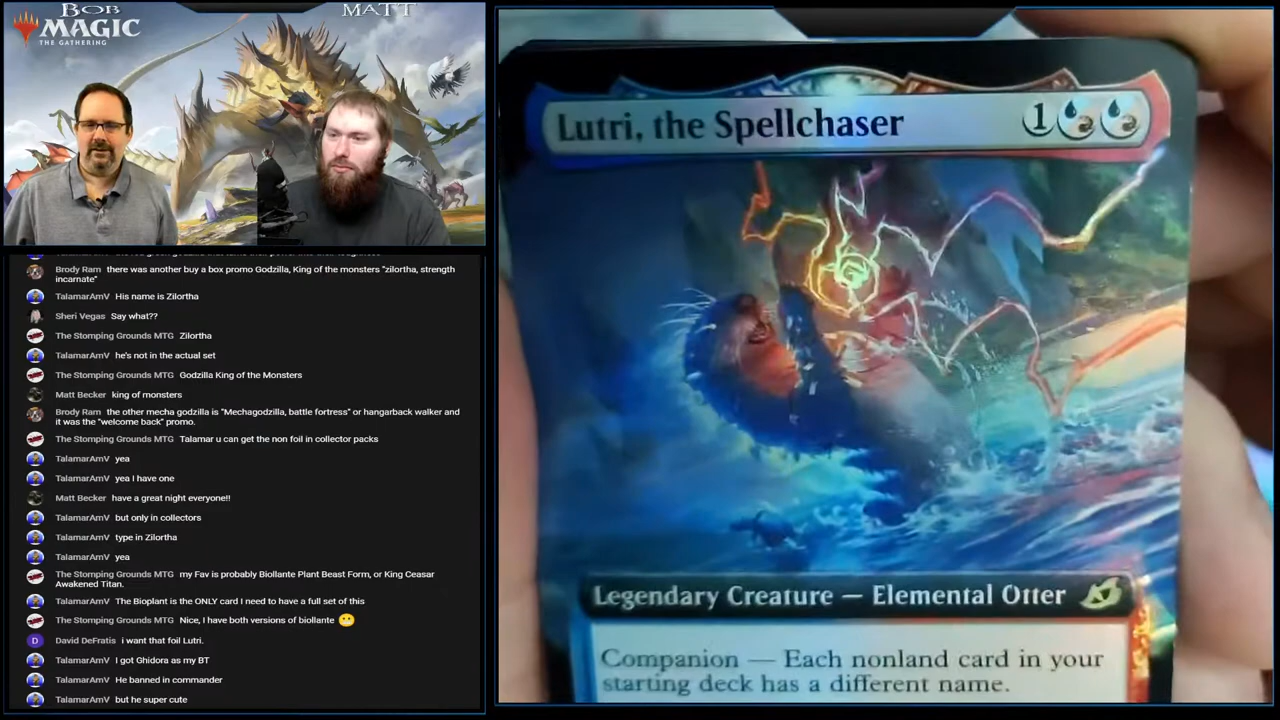 BOB
MAGIC
THE GATHERING
MATT
Brody Ram there was another buy a box promo Godzilla, King of the monsters "zilortha, strength
incarnate"
TalamarAmV His name is Zilortha
Sheri Vegas Say what??
The Stomping Grounds MTG Zilortha
TalamarAmV he's not in the actual set
The Stomping Grounds MTG Godzilla King of the Monsters
Matt Becker king of monsters
Brody Ram the other mecha godzilla is "Mechagodzilla, battle fortress" or hangarback walker and
it was the "welcome back" promo.
The Stomping Grounds MTG Talamar u can get the non foil in collector packs
TalamarAmV yea
TalamarAmV yea I have one
Matt Becker have a great night everyone!!
TalamarAmV but only in collectors
TalamarAmV type in Zilortha
TalamarAmV yea
The Stomping Grounds MTG my Fav is probably Biollante Plant Beast Form, or King Ceasar
Awakened Titan.
TalamarAmV The Bioplant is the ONLY card I need to have a full set of this
The Stomping Grounds MTG Nice, I have both versions of biollante 😬
D David DeFratis i want that foil Lutri.
TalamarAmV I got Ghidora as my BT
TalamarAmV He banned in commander
TalamarAmV but he super cute
Lutri, the Spellchaser 1
Legendary Creature — Elemental Otter
Companion — Each nonland card in your
starting deck has a different name.